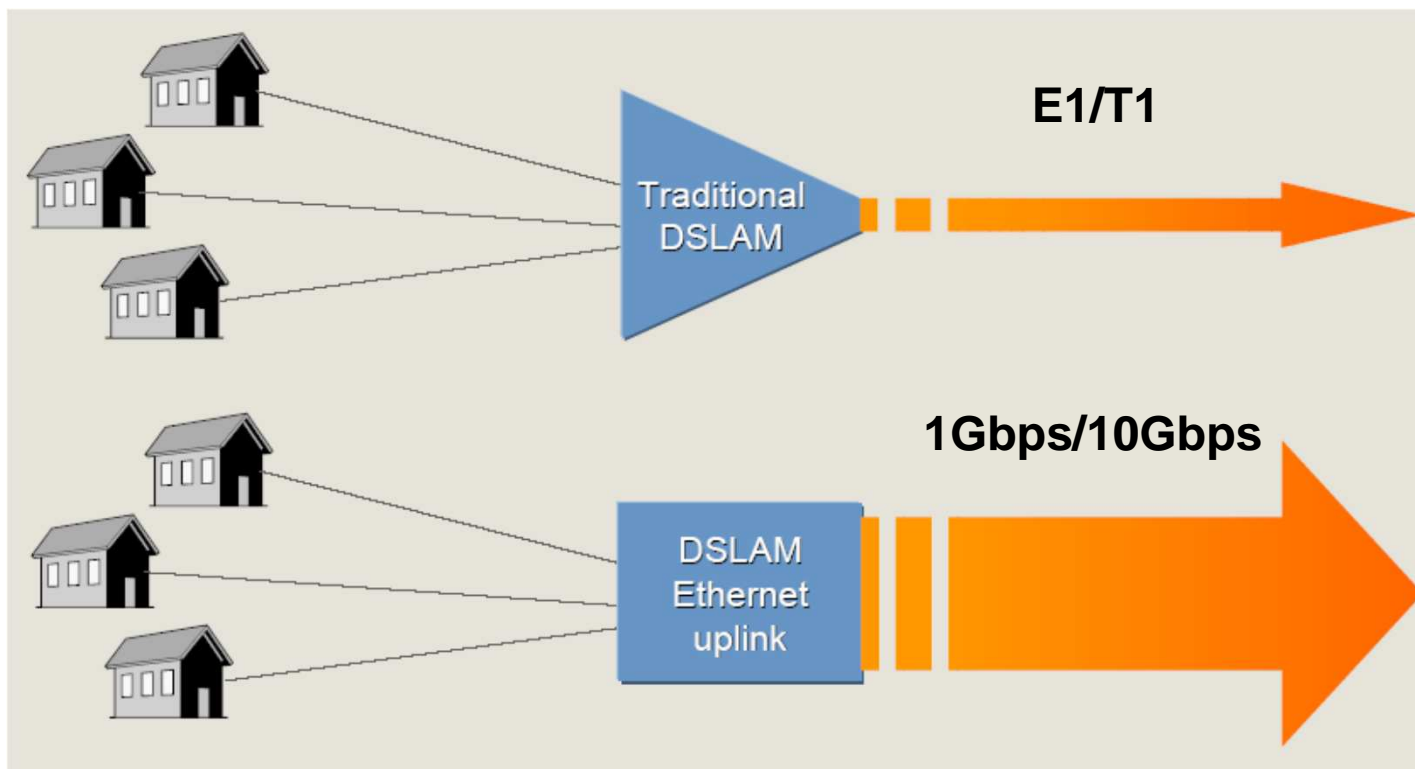 E1/T1
Traditional
DSLAM
1Gbps/10Gbps
DSLAM
Ethernet
uplink